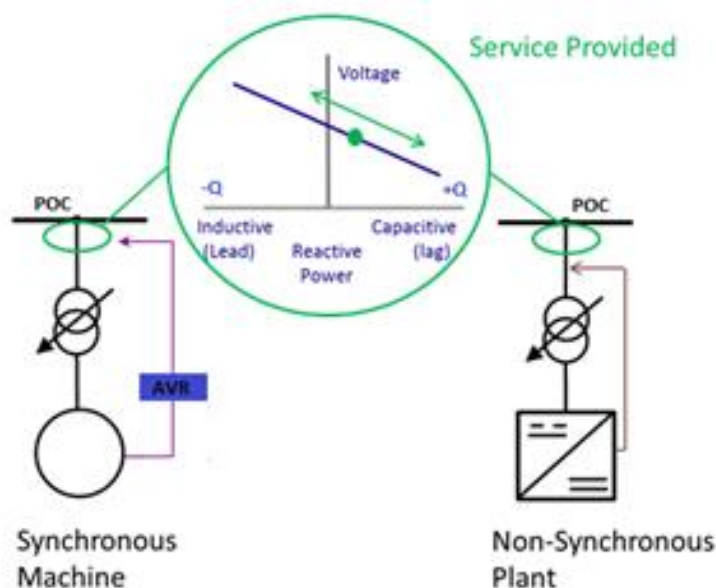 Service Provided
Voltage
-Q
+Q
Inductive
(Lead)
Reactive
Power
Capacitive
(lag)
POC
POC
AVR
Synchronous
Machine
Non-Synchronous
Plant